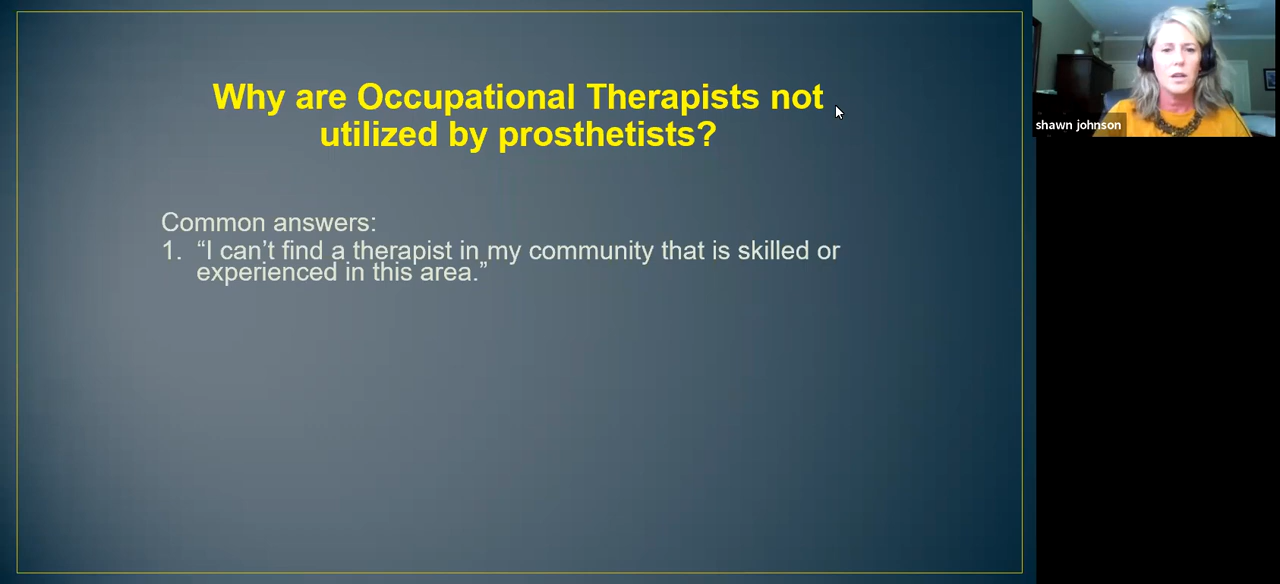 Why are Occupational Therapists not
utilized by prosthetists?
Common answers:
1. “I can’t find a therapist in my community that is skilled or
experienced in this area.”
shawn johnson